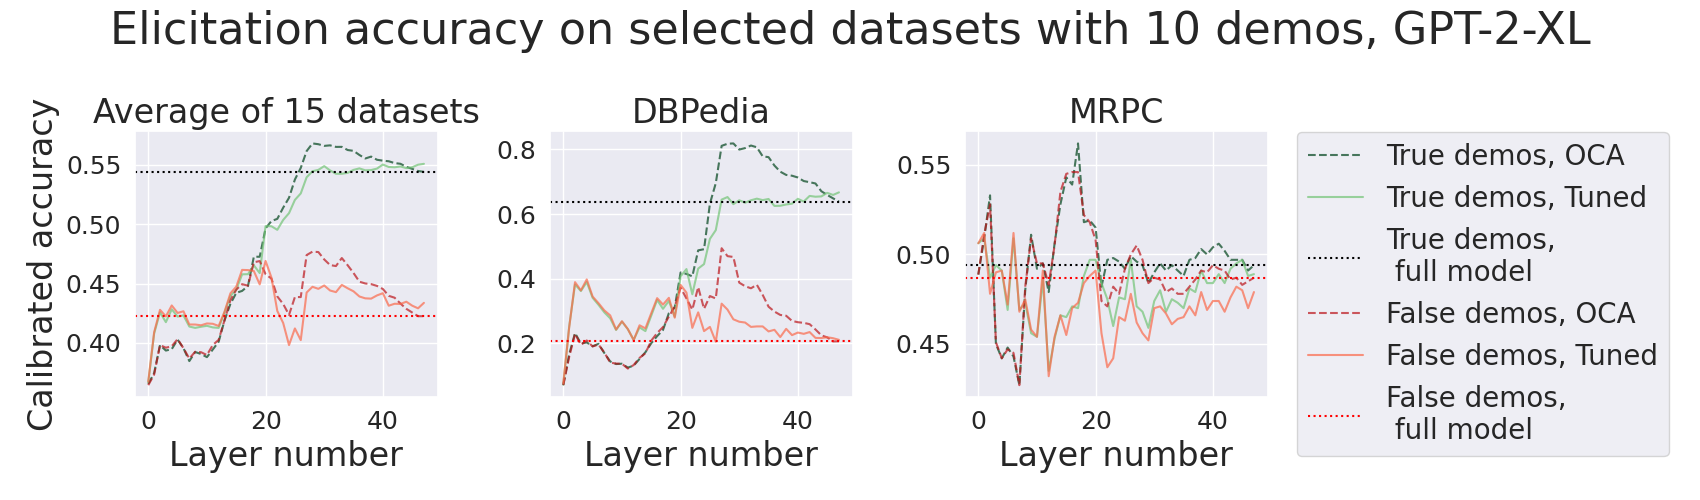 Elicitation accuracy on selected datasets with 10 demos, GPT-2-XL
Calibrated accuracy
Average of 15 datasets
0.55
0.50
0.45
0.40
0
20
40
Layer number
DBPedia
0.8
0.6
0.4
0.2
0
20
40
Layer number
MRPC
0.55
0.50
0.45
0
20
40
Layer number
True demos, OCA
True demos, Tuned
True demos,
full model
False demos, OCA
False demos, Tuned
False demos,
full model